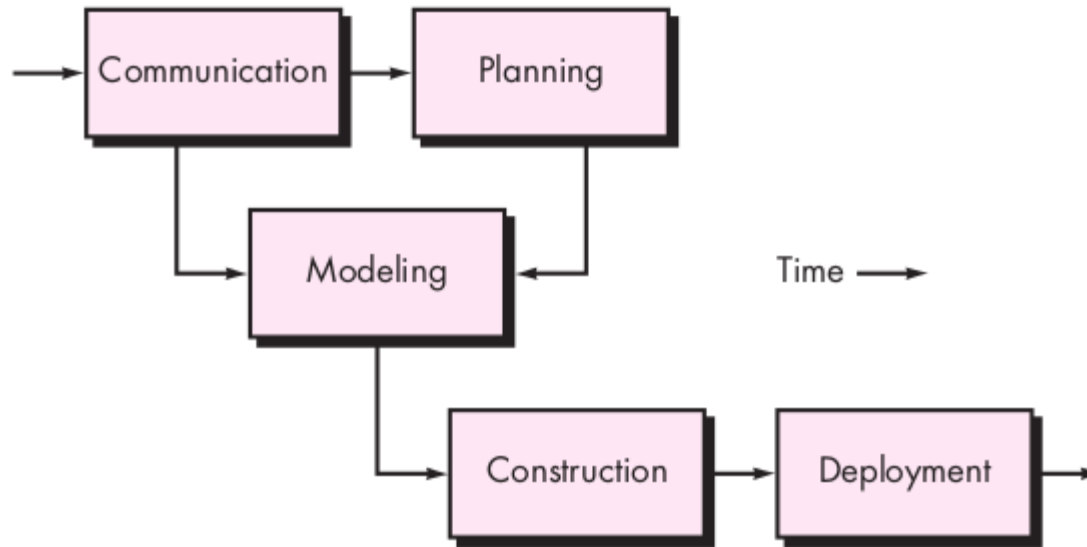 Communication
Planning
Modeling
Time
Construction
Deployment